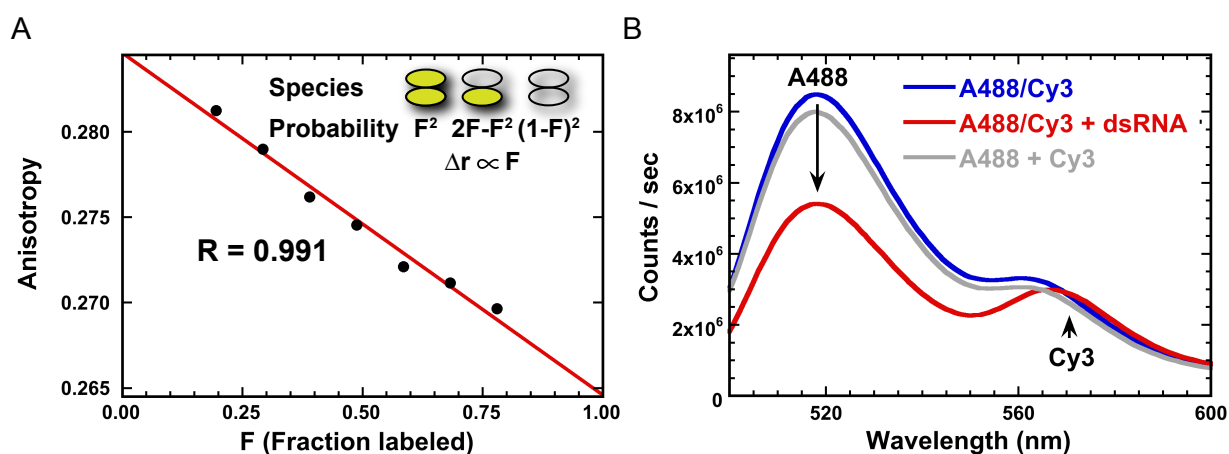 A
Anisotropy
0.280
0.275
0.270
0.265
Species
Probability F² 2F-F² (1-F)²
Δr ∝ F
R = 0.991
0.00 0.25 0.50 0.75 1.00
F (Fraction labeled)
B
Counts / sec
8x10⁶
6x10⁶
4x10⁶
2x10⁶
0
A488
A488/Cy3
A488/Cy3 + dsRNA
A488 + Cy3
Cy3
520 560 600
Wavelength (nm)